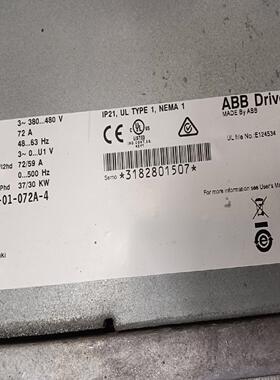 3~ 380...480 V
72 A
48...63 Hz
3~ 0...U1 V
72/59 A
0...500 Hz
37/30 KW
-01-072A-4
IP21, UL TYPE 1, NEMA 1
ABB Drive
MADE By ABB
UL file No.:E124534
LISTED
S/no *3182801507*
For more information see User's